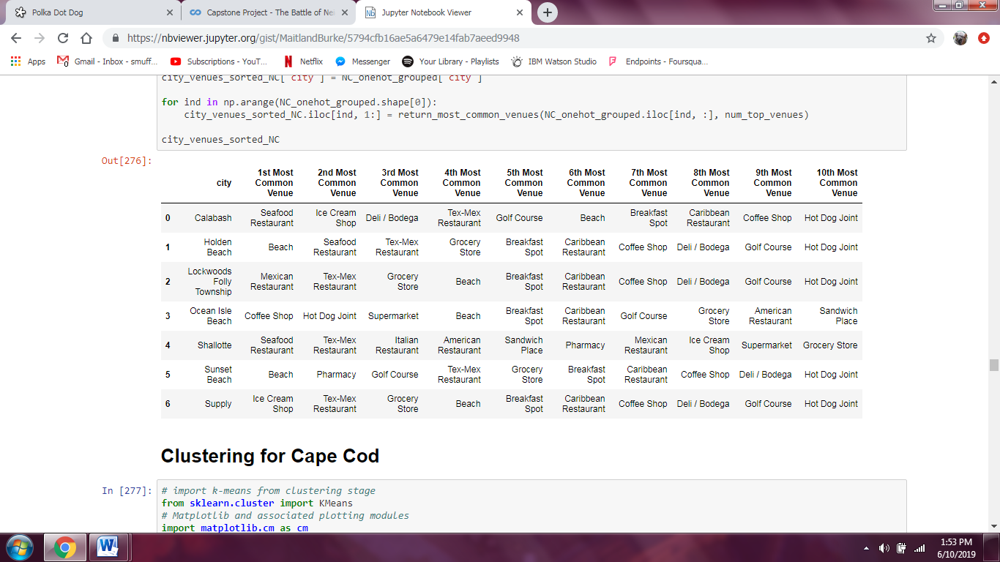 Polka Dot Dog
Capstone Project - The Battle of Nei
Jupyter Notebook Viewer
https://nbviewer.jupyter.org/gist/MaitlandBurke/5794cfb16ae5a6479e14fab7aeed9948
Apps Gmail - Inbox - smuff... Subscriptions - YouT... Netflix Messenger Your Library - Playlists IBM Watson Studio Endpoints - Foursqua...
city_venues_sorted_NC['city'] = NC_onehot_grouped['city']
for ind in np.arange(NC_onehot_grouped.shape[0]):
city_venues_sorted_NC.iloc[ind, 1:] = return_most_common_venues(NC_onehot_grouped.iloc[ind, :], num_top_venues)
city_venues_sorted_NC
Out[276]:
city 1st Most Common Venue 2nd Most Common Venue 3rd Most Common Venue 4th Most Common Venue 5th Most Common Venue 6th Most Common Venue 7th Most Common Venue 8th Most Common Venue 9th Most Common Venue 10th Most Common Venue
0 Calabash Seafood Restaurant Ice Cream Shop Deli / Bodega Tex-Mex Restaurant Golf Course Beach Breakfast Spot Caribbean Restaurant Coffee Shop Hot Dog Joint
1 Holden Beach Beach Seafood Restaurant Tex-Mex Restaurant Grocery Store Breakfast Spot Caribbean Restaurant Coffee Shop Deli / Bodega Golf Course Hot Dog Joint
2 Lockwoods Folly Township Mexican Restaurant Tex-Mex Restaurant Grocery Store Beach Breakfast Spot Caribbean Restaurant Coffee Shop Deli / Bodega Golf Course Hot Dog Joint
3 Ocean Isle Beach Coffee Shop Hot Dog Joint Supermarket Beach Breakfast Spot Caribbean Restaurant Golf Course Grocery Store American Restaurant Sandwich Place
4 Shallotte Seafood Restaurant Tex-Mex Restaurant Italian Restaurant American Restaurant Sandwich Place Pharmacy Mexican Restaurant Ice Cream Shop Supermarket Grocery Store
5 Sunset Beach Beach Pharmacy Golf Course Tex-Mex Restaurant Grocery Store Breakfast Spot Caribbean Restaurant Coffee Shop Deli / Bodega Hot Dog Joint
6 Supply Ice Cream Shop Tex-Mex Restaurant Grocery Store Beach Breakfast Spot Caribbean Restaurant Coffee Shop Deli / Bodega Golf Course Hot Dog Joint
Clustering for Cape Cod
In [277]:
# import k-means from clustering stage
from sklearn.cluster import KMeans
# Matplotlib and associated plotting modules
import matplotlib.cm as cm
1:53 PM
6/10/2019